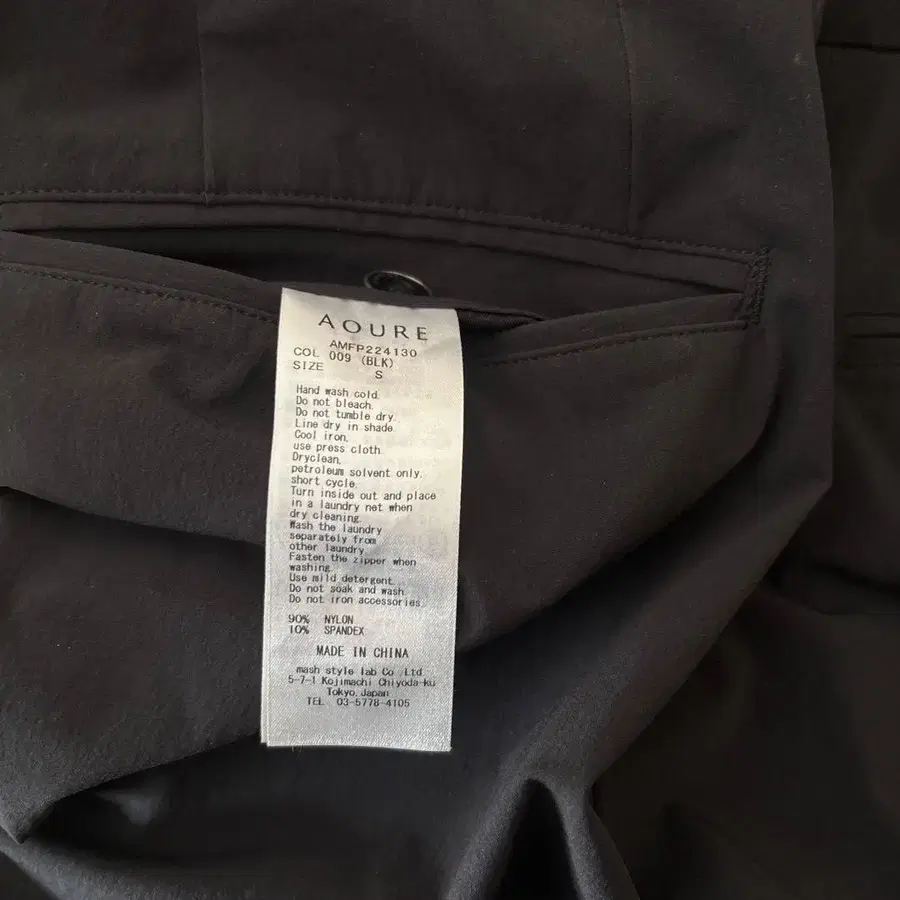 AOURE
AMFP224130
COL 009 (BLK)
SIZE S
Hand wash cold.
Do not bleach.
Do not tumble dry.
Line dry in shade.
Cool iron,
use press cloth.
Dryclean,
petroleum solvent only.
short cycle.
Turn inside out and place
in a laundry net when
dry cleaning.
Wash the laundry
separately from
other laundry.
Fasten the zipper when
washing.
Use mild detergent.
Do not soak and wash.
Do not iron accessories.
90% NYLON
10% SPANDEX
MADE IN CHINA
mash style lab Co.,Ltd.
5-7-1 Kojimachi Chiyoda-ku
Tokyo,Japan
TEL 03-5778-4105